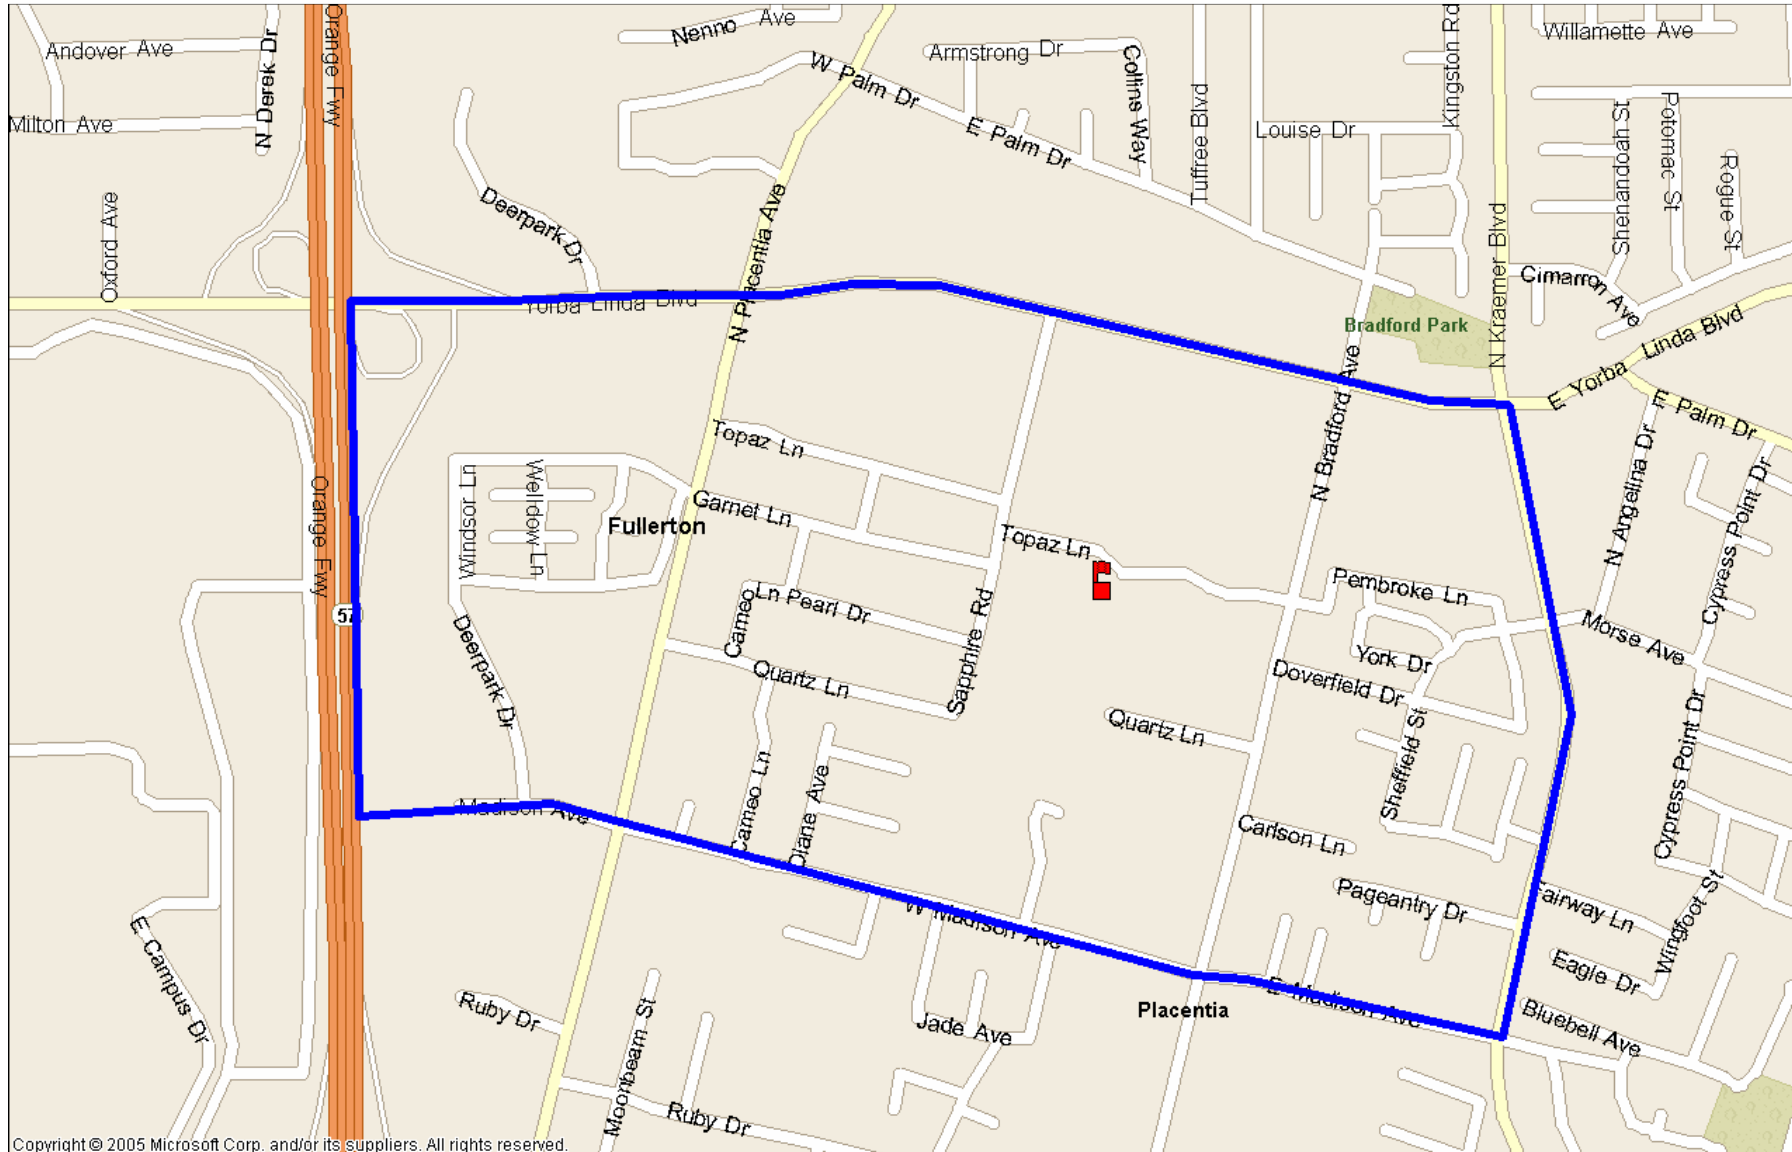 Andover Ave
N Derek Dr
Orange Fwy
Nenno Ave
Armstrong Dr
Collins Way
Kingston Rd
Willamette Ave
Milton Ave
W Palm Dr
E Palm Dr
Tuffree Blvd
Louise Dr
Shenandoah St
Potomac St
Rogue St
Oxford Ave
Deerpark Dr
N Placentia Ave
N Kraemer Blvd
Cimarron Ave
Yorba Linda Blvd
Bradford Park
E Yorba Linda Blvd
E Palm Dr
N Bradford Ave
N Angelina Dr
Cypress Point Dr
Topaz Ln
Windsor Ln
Welldow Ln
Garnet Ln
Fullerton
Orange Fwy
Topaz Ln
57
Cameo Ln
Pearl Dr
Sapphire Rd
Pembroke Ln
Morse Ave
York Dr
Doverfield Dr
Deerpark Dr
Quartz Ln
Quartz Ln
Sheffield St
Cypress Point Dr
Madison Ave
Cameo Ln
Diane Ave
Carlson Ln
Pageantry Dr
Fairway Ln
Wingfoot St
W Madison Ave
E Campus Dr
Eagle Dr
E Madison Ave
Placentia
Bluebell Ave
Ruby Dr
Moonbeam St
Jade Ave
Ruby Dr
Copyright © 2005 Microsoft Corp. and/or its suppliers. All rights reserved.